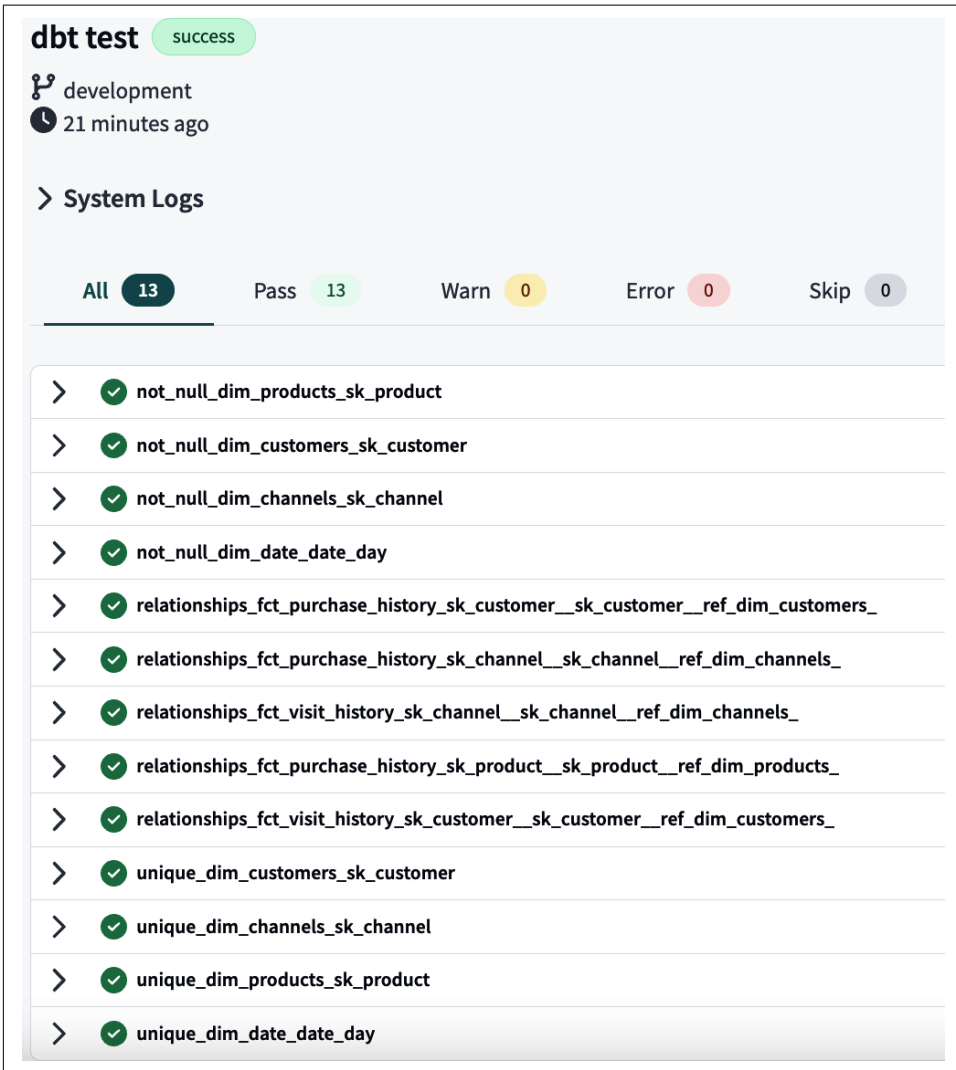 dbt test success
development
21 minutes ago
System Logs
All 13 Pass 13 Warn 0 Error 0 Skip 0
not_null_dim_products_sk_product
not_null_dim_customers_sk_customer
not_null_dim_channels_sk_channel
not_null_dim_date_date_day
relationships_fct_purchase_history_sk_customer__sk_customer__ref_dim_customers_
relationships_fct_purchase_history_sk_channel__sk_channel__ref_dim_channels_
relationships_fct_visit_history_sk_channel__sk_channel__ref_dim_channels_
relationships_fct_purchase_history_sk_product__sk_product__ref_dim_products_
relationships_fct_visit_history_sk_customer__sk_customer__ref_dim_customers_
unique_dim_customers_sk_customer
unique_dim_channels_sk_channel
unique_dim_products_sk_product
unique_dim_date_date_day